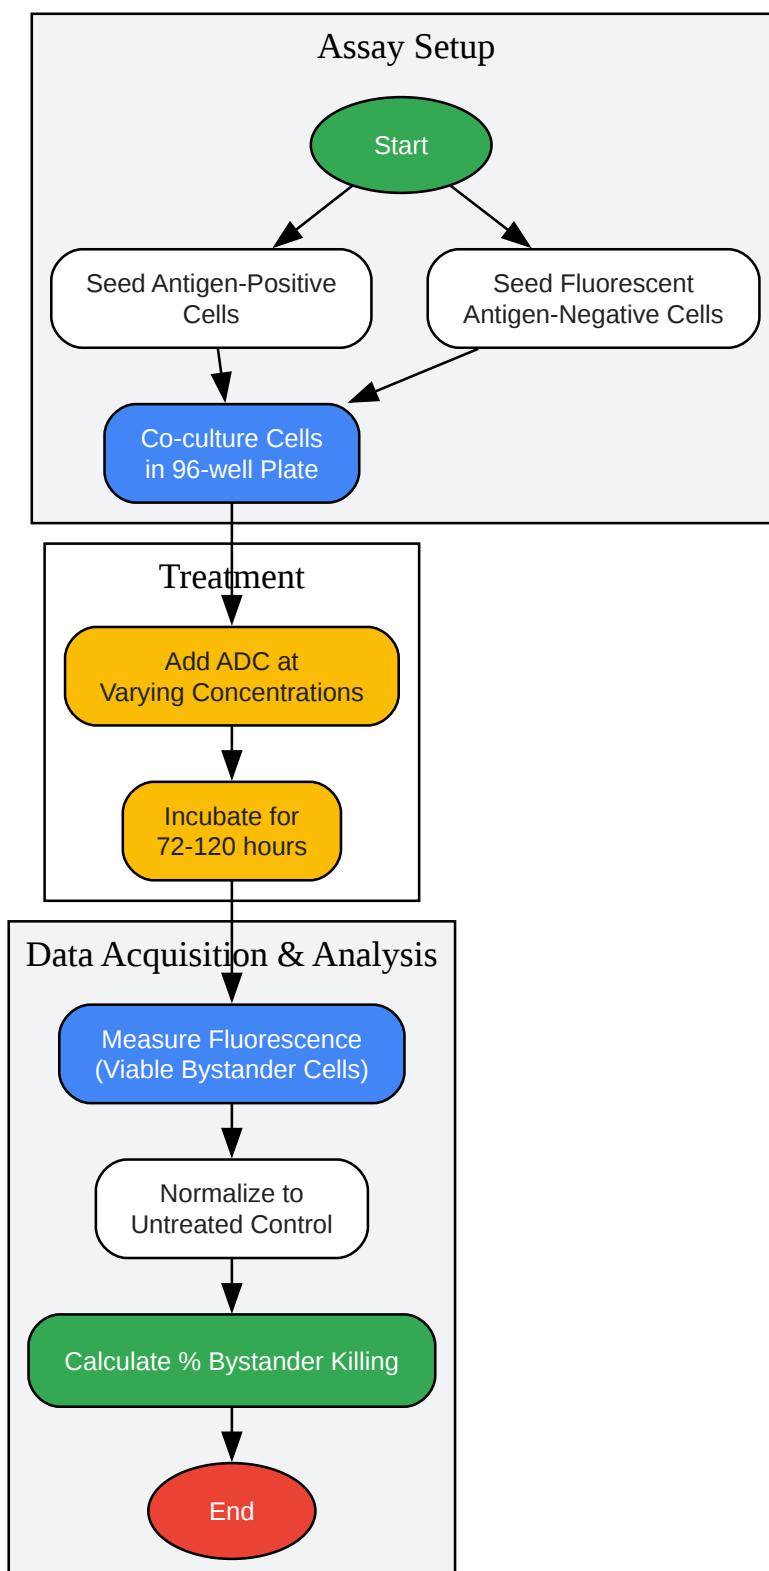 Assay Setup
Start
Seed Antigen-Positive
Cells
Seed Fluorescent
Antigen-Negative Cells
Co-culture Cells
in 96-well Plate
Treatment
Add ADC at
Varying Concentrations
Incubate for
72-120 hours
Data Acquisition & Analysis
Measure Fluorescence
(Viable Bystander Cells)
Normalize to
Untreated Control
Calculate % Bystander Killing
End